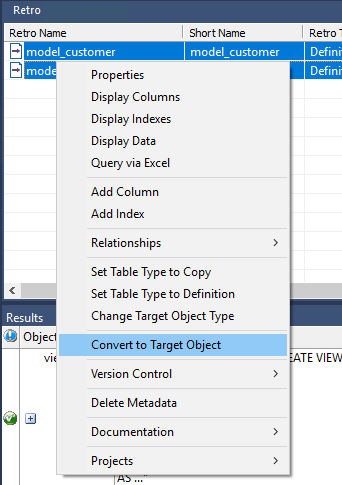 Retro
Retro Name Short Name Retro T
model_customer model_customer Defini
mode Defini
Properties
Display Columns
Display Indexes
Display Data
Query via Excel
Add Column
Add Index
Relationships
Set Table Type to Copy
Set Table Type to Definition
Change Target Object Type
Convert to Target Object
Version Control
Delete Metadata
Documentation
Projects
Results
Object
vie EATE VIEW
AS ..."